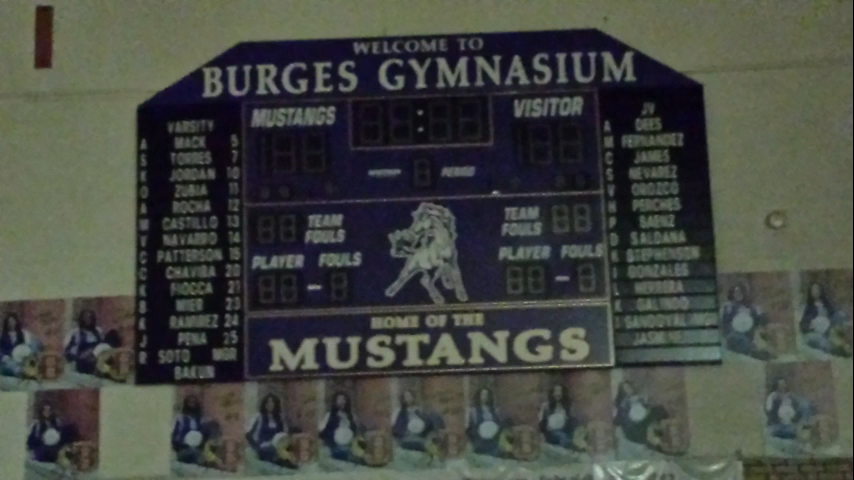 WELCOME TO
BURGES GYMNASIUM
MUSTANGS
VISITOR
PERIOD
TEAM FOULS
TEAM FOULS
PLAYER FOULS
PLAYER FOULS
HOME OF THE
MUSTANGS
VARSITY
A MACK 5
S TORRES 7
K JORDAN 10
O ZUBIA 11
A ROCHA 12
M CASTILLO 13
V NAVARRO 14
C PATTERSON 15
C CHAVIRA 20
K FIOCCA 21
B MIER 23
K RAMIREZ 24
J PENA 25
R SOTO MGR
BAKUN
JV
A DEES
M FERNANDEZ
C JAMES
S NEVAREZ
V OROZCO
H PERCHES
P SAENZ
D SALDANA
STEPHENSON
GONZALES
HERRERA
GALINDO
SANDOVAL